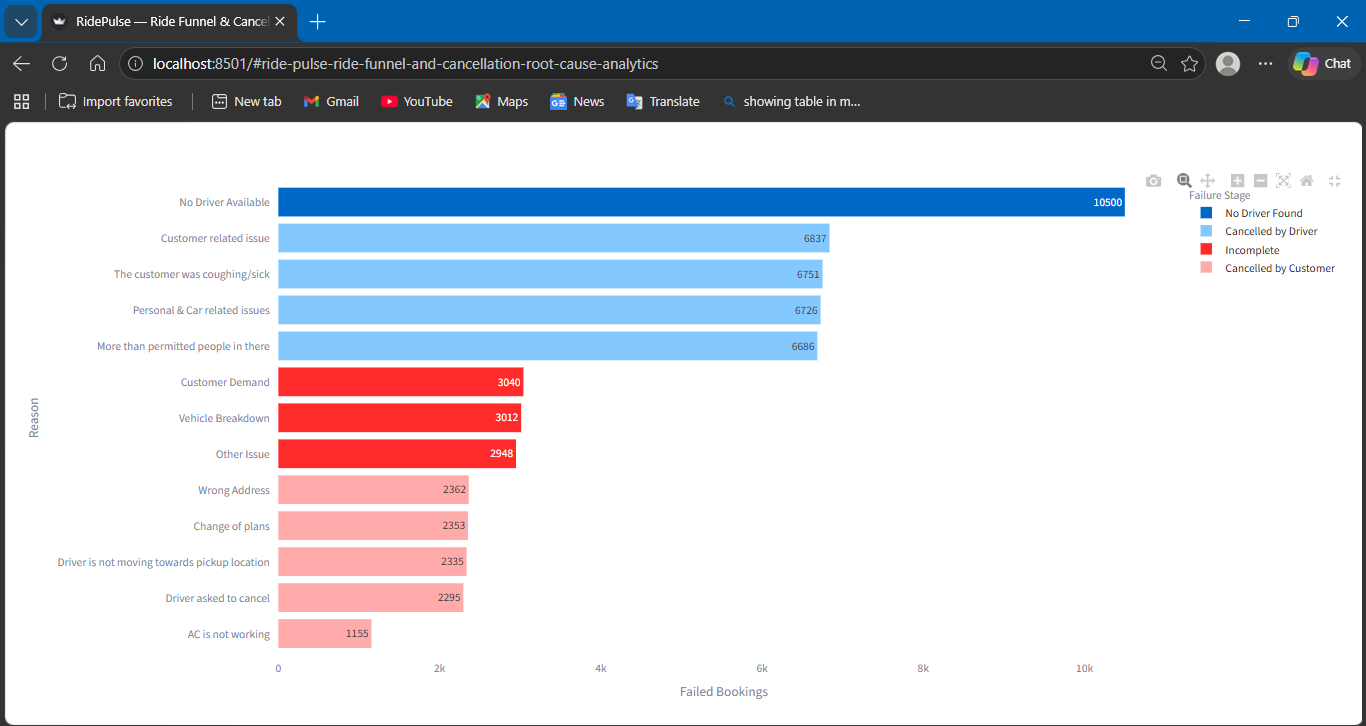 RidePulse — Ride Funnel & Cance
localhost:8501/#ride-pulse-ride-funnel-and-cancellation-root-cause-analytics
Chat
Import favorites
New tab
Gmail
YouTube
Maps
News
Translate
showing table in m...
Failure Stage
No Driver Found
Cancelled by Driver
Incomplete
Cancelled by Customer
Reason
No Driver Available 10500
Customer related issue 6837
The customer was coughing/sick 6751
Personal & Car related issues 6726
More than permitted people in there 6686
Customer Demand 3040
Vehicle Breakdown 3012
Other Issue 2948
Wrong Address 2362
Change of plans 2353
Driver is not moving towards pickup location 2335
Driver asked to cancel 2295
AC is not working 1155
0 2k 4k 6k 8k 10k
Failed Bookings